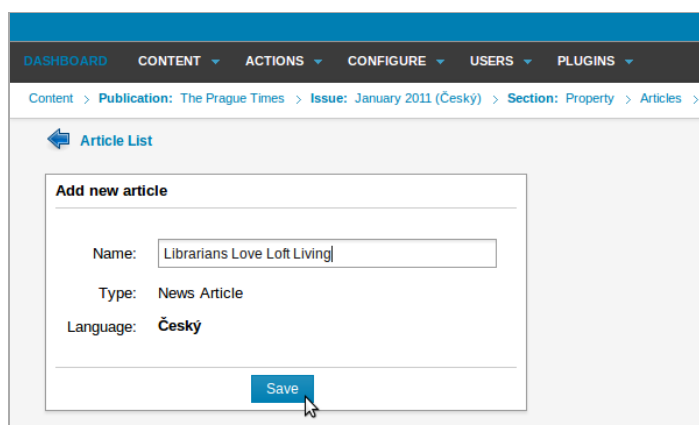 DASHBOARD CONTENT ACTIONS CONFIGURE USERS PLUGINS
Content > Publication: The Prague Times > Issue: January 2011 (Český) > Section: Property > Articles >
Article List
Add new article
Name: Librarians Love Loft Living
Type: News Article
Language: Český
Save